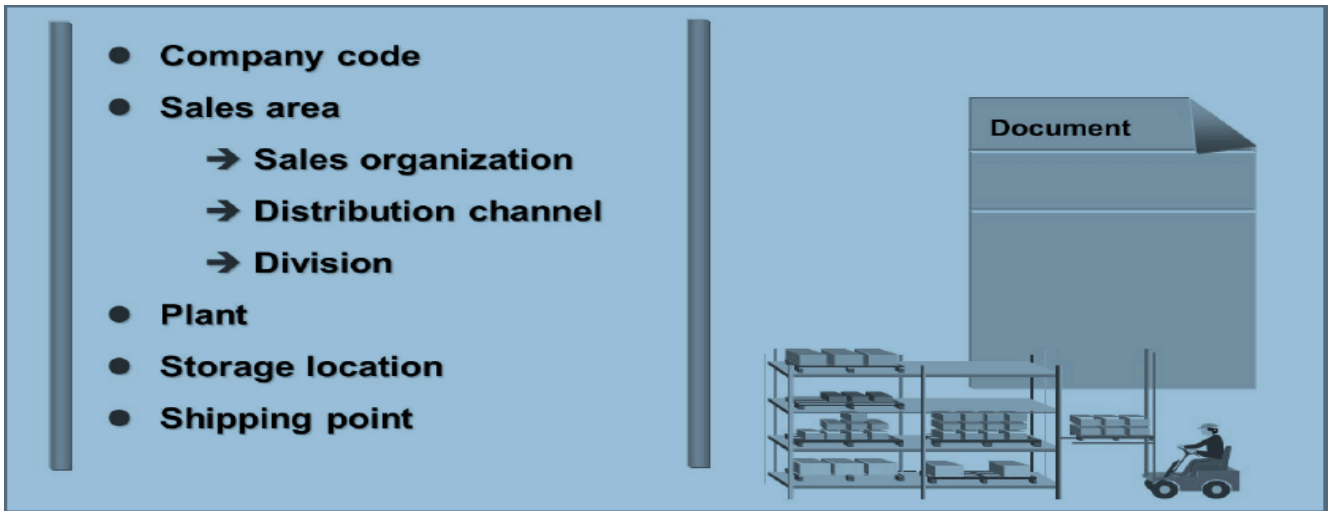 Company code
Sales area
→ Sales organization
→ Distribution channel
→ Division
Plant
Storage location
Shipping point
Document